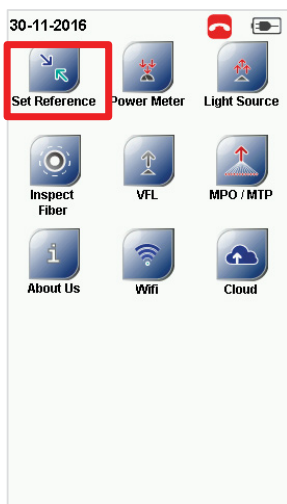 30-11-2016
Set Reference Power Meter Light Source
Inspect Fiber VFL MPO / MTP
About Us Wifi Cloud